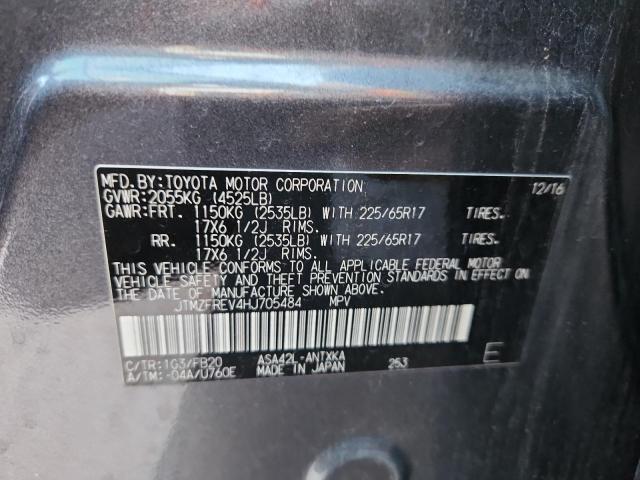 MFD.BY:TOYOTA MOTOR CORPORATION 12/16
GVWR:2055KG (4525LB)
GAWR:FRT. 1150KG (2535LB) WITH 225/65R17 TIRES.
17X6 1/2J RIMS.
RR. 1150KG (2535LB) WITH 225/65R17 TIRES.
17X6 1/2J RIMS.
THIS VEHICLE CONFORMS TO ALL APPLICABLE FEDERAL MOTOR
VEHICLE SAFETY AND THEFT PREVENTION STANDARDS IN EFFECT ON
THE DATE OF MANUFACTURE SHOWN ABOVE.
JTMZFREV4HJ705484 MPV
C/TR:1G3/FB20 ASA42L-ANTXKA 253 E
A/TM:-04A/U760E MADE IN JAPAN